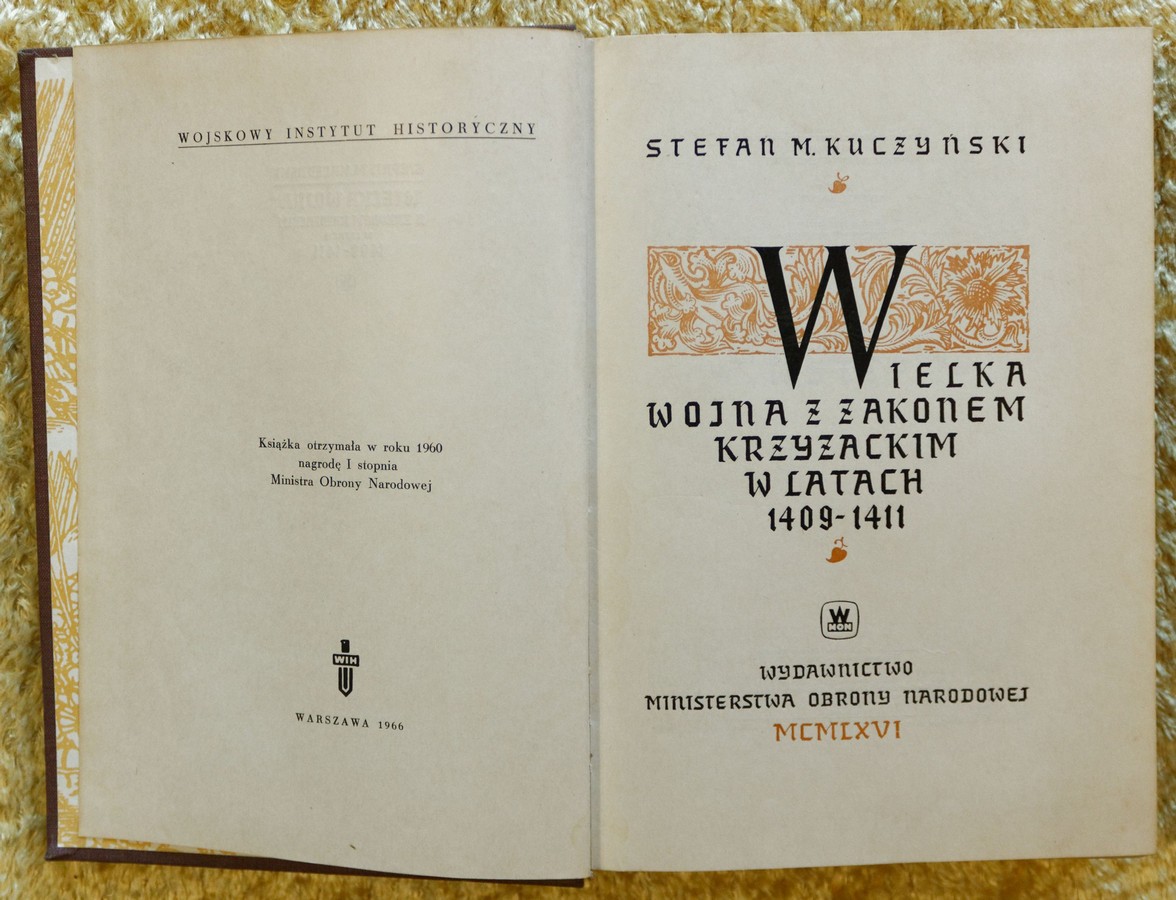 WOJSKOWY INSTYTUT HISTORYCZNY
Książka otrzymała w roku 1960
nagrodę I stopnia
Ministra Obrony Narodowej
WIH
WARSZAWA 1966
STEFAN M. KUCZYŃSKI
WIELKA
WOJNA Z ZAKONEM
KRZYŻACKIM
W LATACH
1409-1411
W
MON
WYDAWNICTWO
MINISTERSTWA OBRONY NARODOWEJ
MCMLXVI